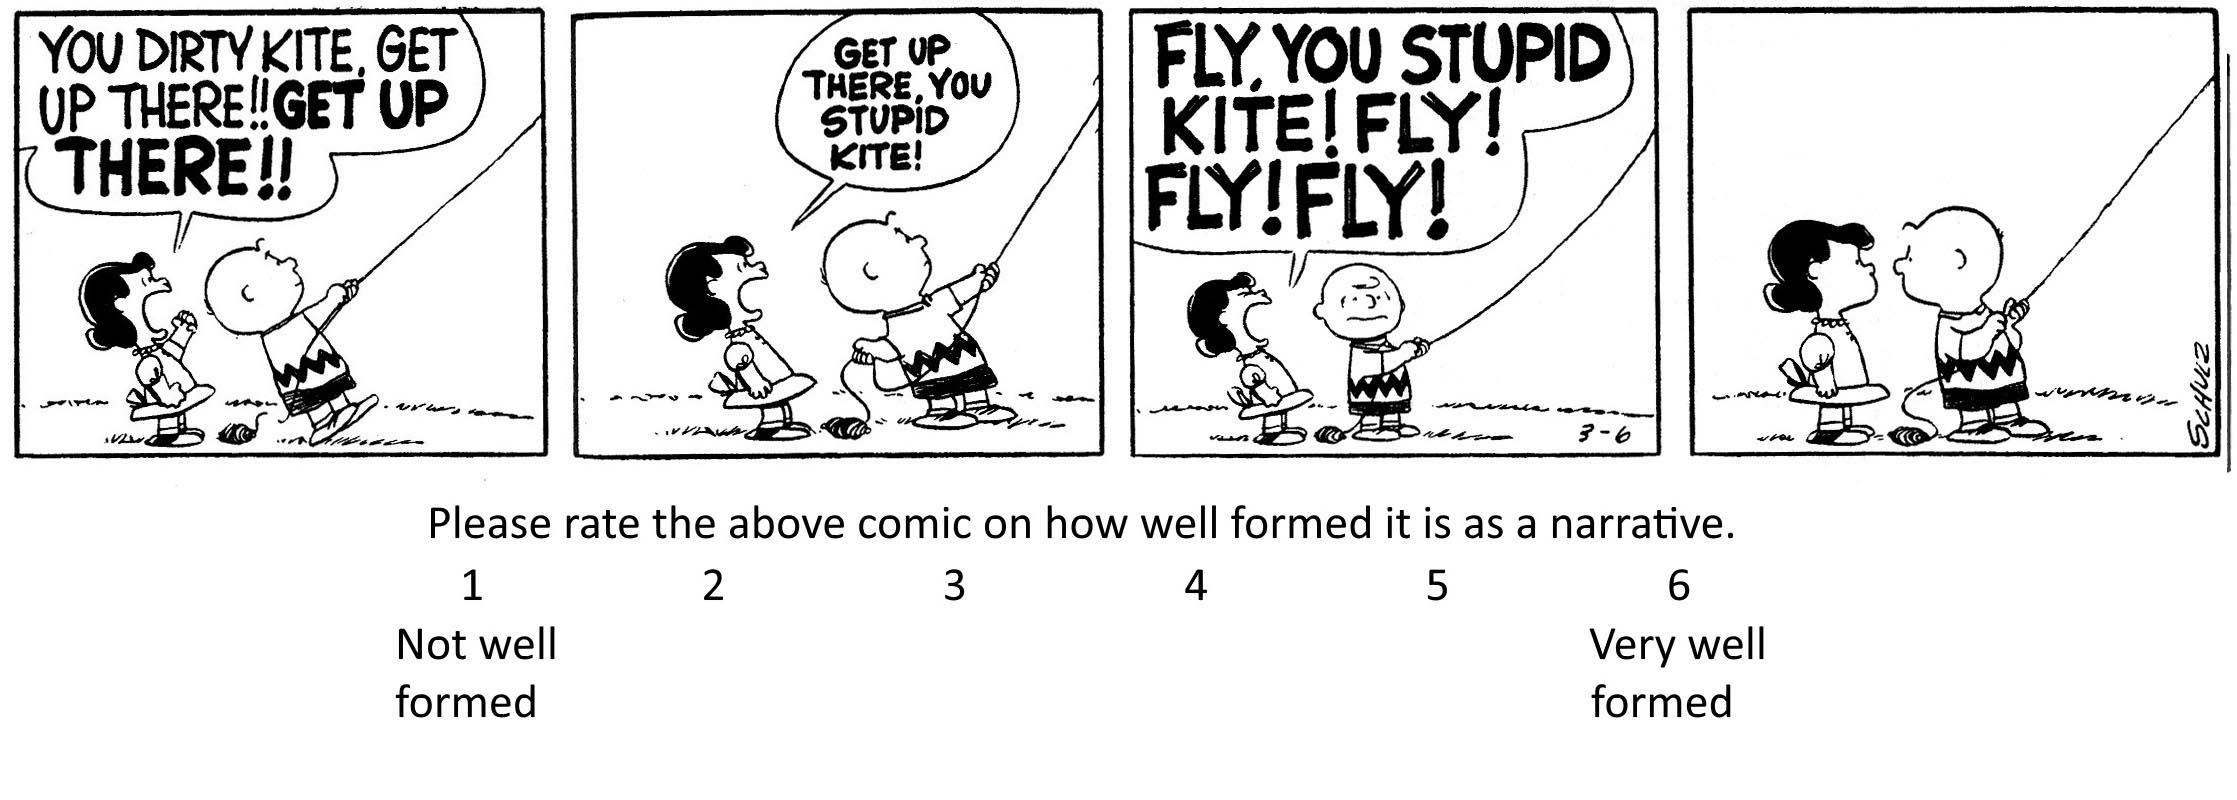 YOU DIRTY KITE, GET
UP THERE!! GET UP
THERE!!
GET UP
THERE, YOU
STUPID
KITE!
FLY, YOU STUPID
KITE! FLY!
FLY! FLY!
3-6
SCHULZ
Please rate the above comic on how well formed it is as a narrative.
1 2 3 4 5 6
Not well
formed
Very well
formed